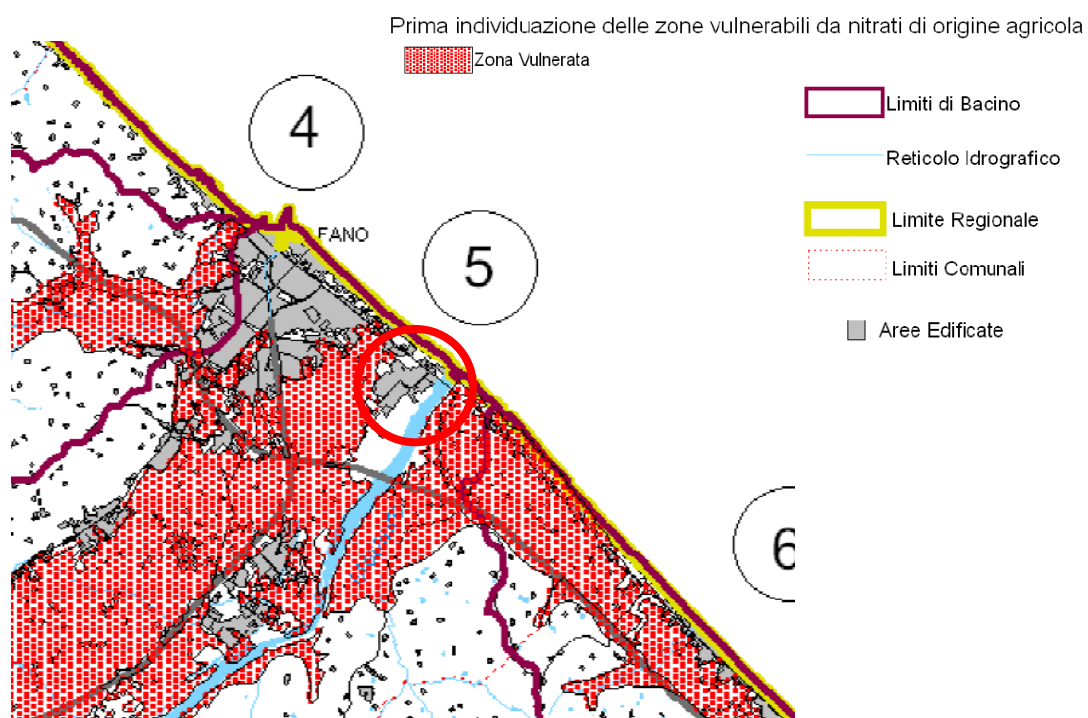 Prima individuazione delle zone vulnerabili da nitrati di origine agricola
Zona Vulnerata
Limiti di Bacino
Reticolo Idrografico
Limite Regionale
Limiti Comunali
Aree Edificate
4
FANO
5
6